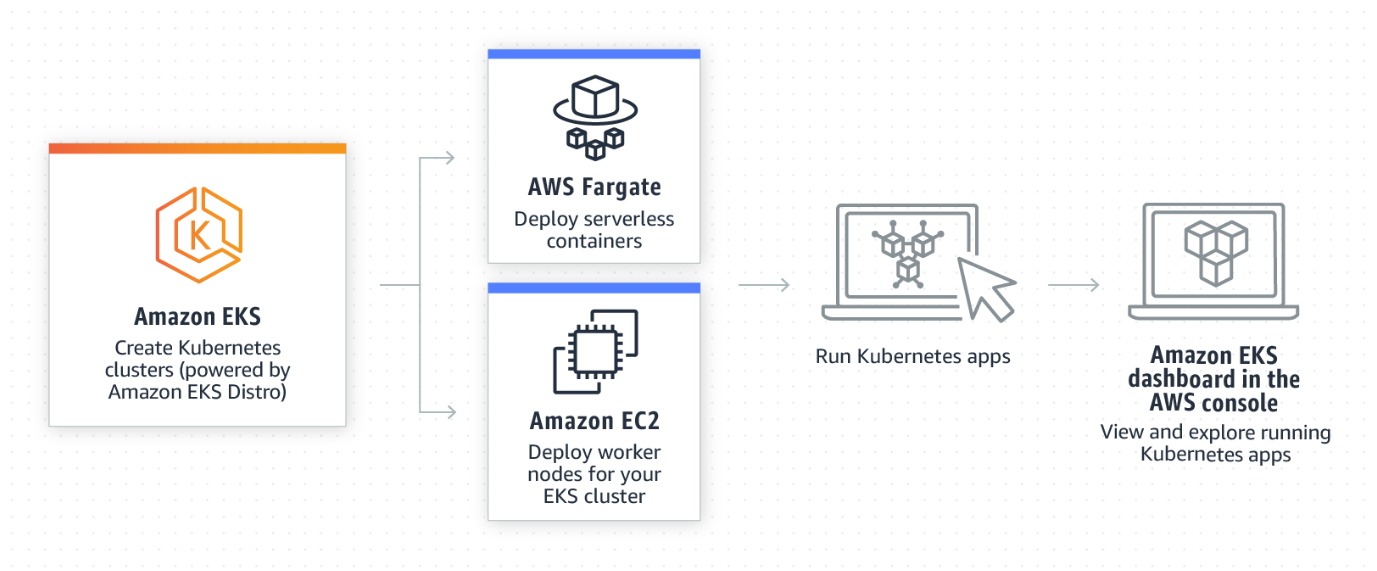 K
Amazon EKS
Create Kubernetes
clusters (powered by
Amazon EKS Distro)
AWS Fargate
Deploy serverless
containers
Amazon EC2
Deploy worker
nodes for your
EKS cluster
Run Kubernetes apps
Amazon EKS
dashboard in the
AWS console
View and explore running
Kubernetes apps